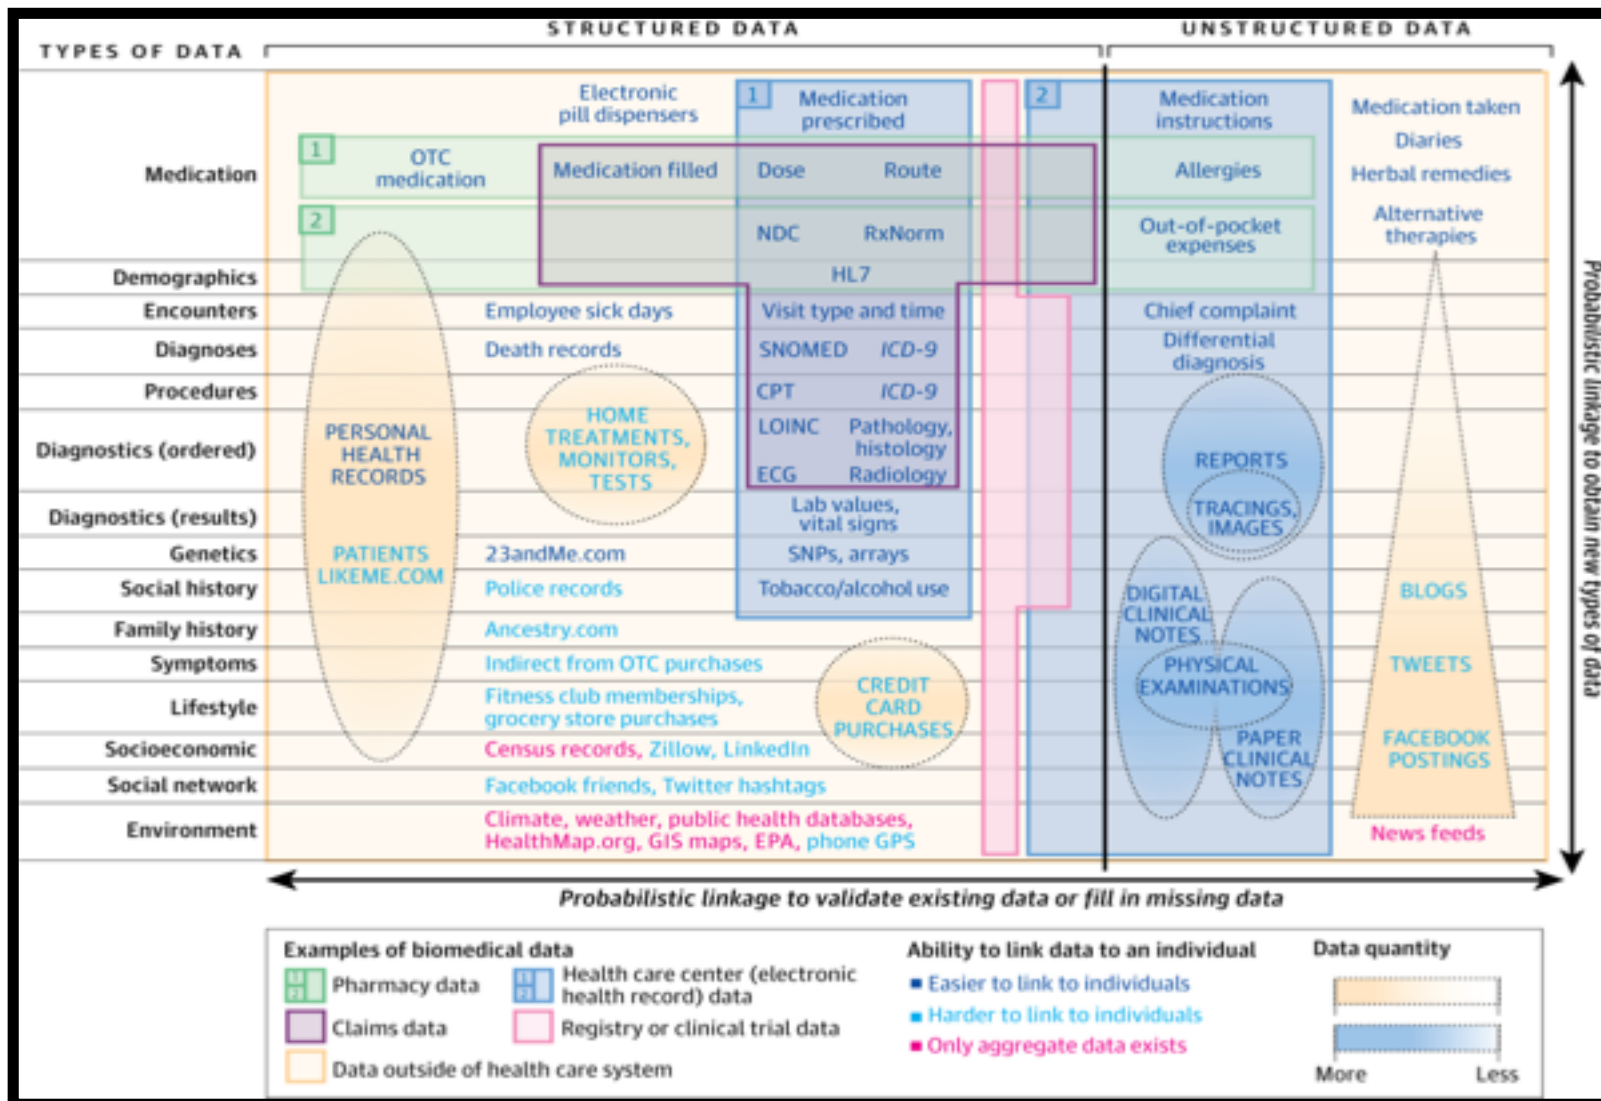 STRUCTURED DATA
UNSTRUCTURED DATA
TYPES OF DATA
Medication
Demographics
Encounters
Diagnoses
Procedures
Diagnostics (ordered)
Diagnostics (results)
Genetics
Social history
Family history
Symptoms
Lifestyle
Socioeconomic
Social network
Environment
Electronic
pill dispensers
1
Medication
prescribed
2
Medication
instructions
Medication taken
Diaries
Herbal remedies
Alternative
therapies
1
OTC
medication
Medication filled
Dose
Route
Allergies
2
NDC
RxNorm
Out-of-pocket
expenses
HL7
Employee sick days
Visit type and time
Chief complaint
Death records
SNOMED
ICD-9
Differential
diagnosis
CPT
ICD-9
PERSONAL
HEALTH
RECORDS
HOME
TREATMENTS,
MONITORS,
TESTS
LOINC
Pathology,
histology
ECG
Radiology
REPORTS
TRACINGS,
IMAGES
Lab values,
vital signs
PATIENTS
LIKEME.COM
23andMe.com
SNPs, arrays
Police records
Tobacco/alcohol use
DIGITAL
CLINICAL
NOTES
BLOGS
Ancestry.com
Indirect from OTC purchases
PHYSICAL
EXAMINATIONS
TWEETS
Fitness club memberships,
grocery store purchases
CREDIT
CARD
PURCHASES
Census records, Zillow, LinkedIn
PAPER
CLINICAL
NOTES
FACEBOOK
POSTINGS
Facebook friends, Twitter hashtags
Climate, weather, public health databases,
HealthMap.org, GIS maps, EPA, phone GPS
News feeds
Probabilistic linkage to obtain new types of data
Probabilistic linkage to validate existing data or fill in missing data
Examples of biomedical data
1
2
Pharmacy data
1
2
Health care center (electronic
health record) data
Claims data
Registry or clinical trial data
Data outside of health care system
Ability to link data to an individual
Easier to link to individuals
Harder to link to individuals
Only aggregate data exists
Data quantity
More
Less